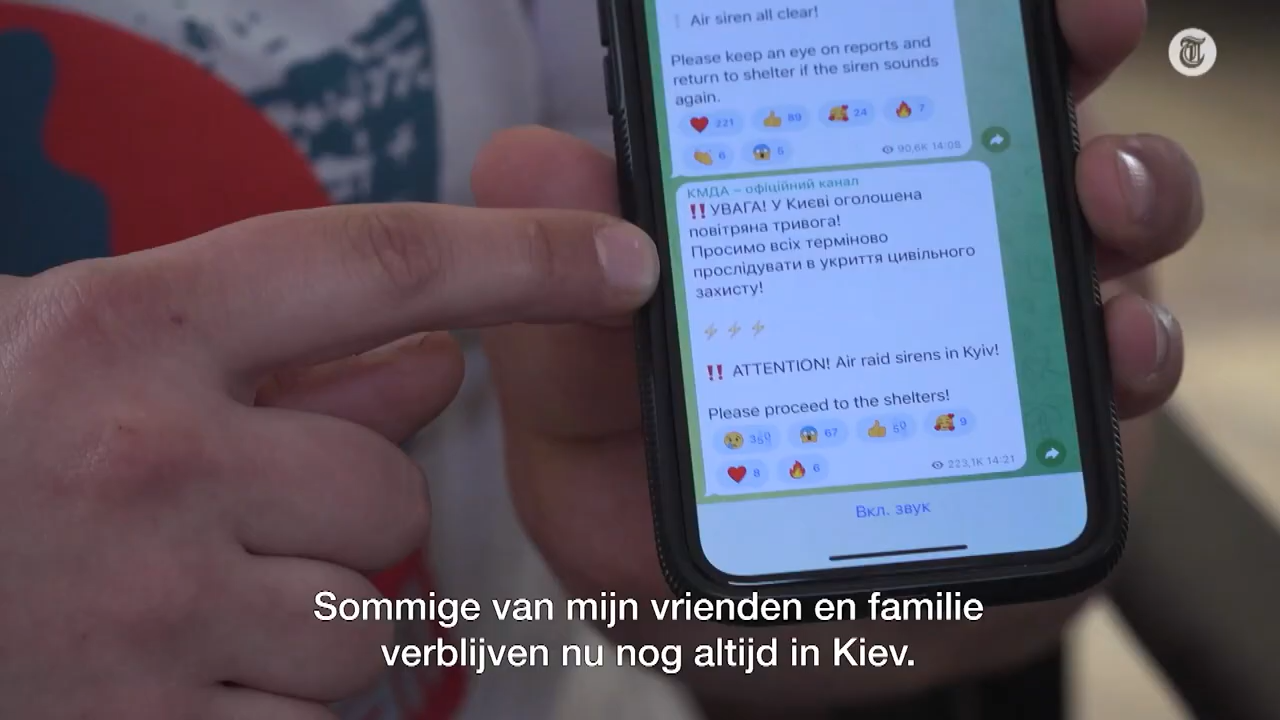 Air siren all clear!
Please keep an eye on reports and
return to shelter if the siren sounds
again.
221 89 24 7
6 5 90,6K 14:08
КМДА – офіційний канал
‼️ УВАГА! У Києві оголошена
повітряна тривога!
Просимо всіх терміново
прослідувати в укриття цивільного
захисту!
‼️ ATTENTION! Air raid sirens in Kyiv!
Please proceed to the shelters!
350 67 50 9
8 6 223,1K 14:21
Вкл. звук
Sommige van mijn vrienden en familie
verblijven nu nog altijd in Kiev.